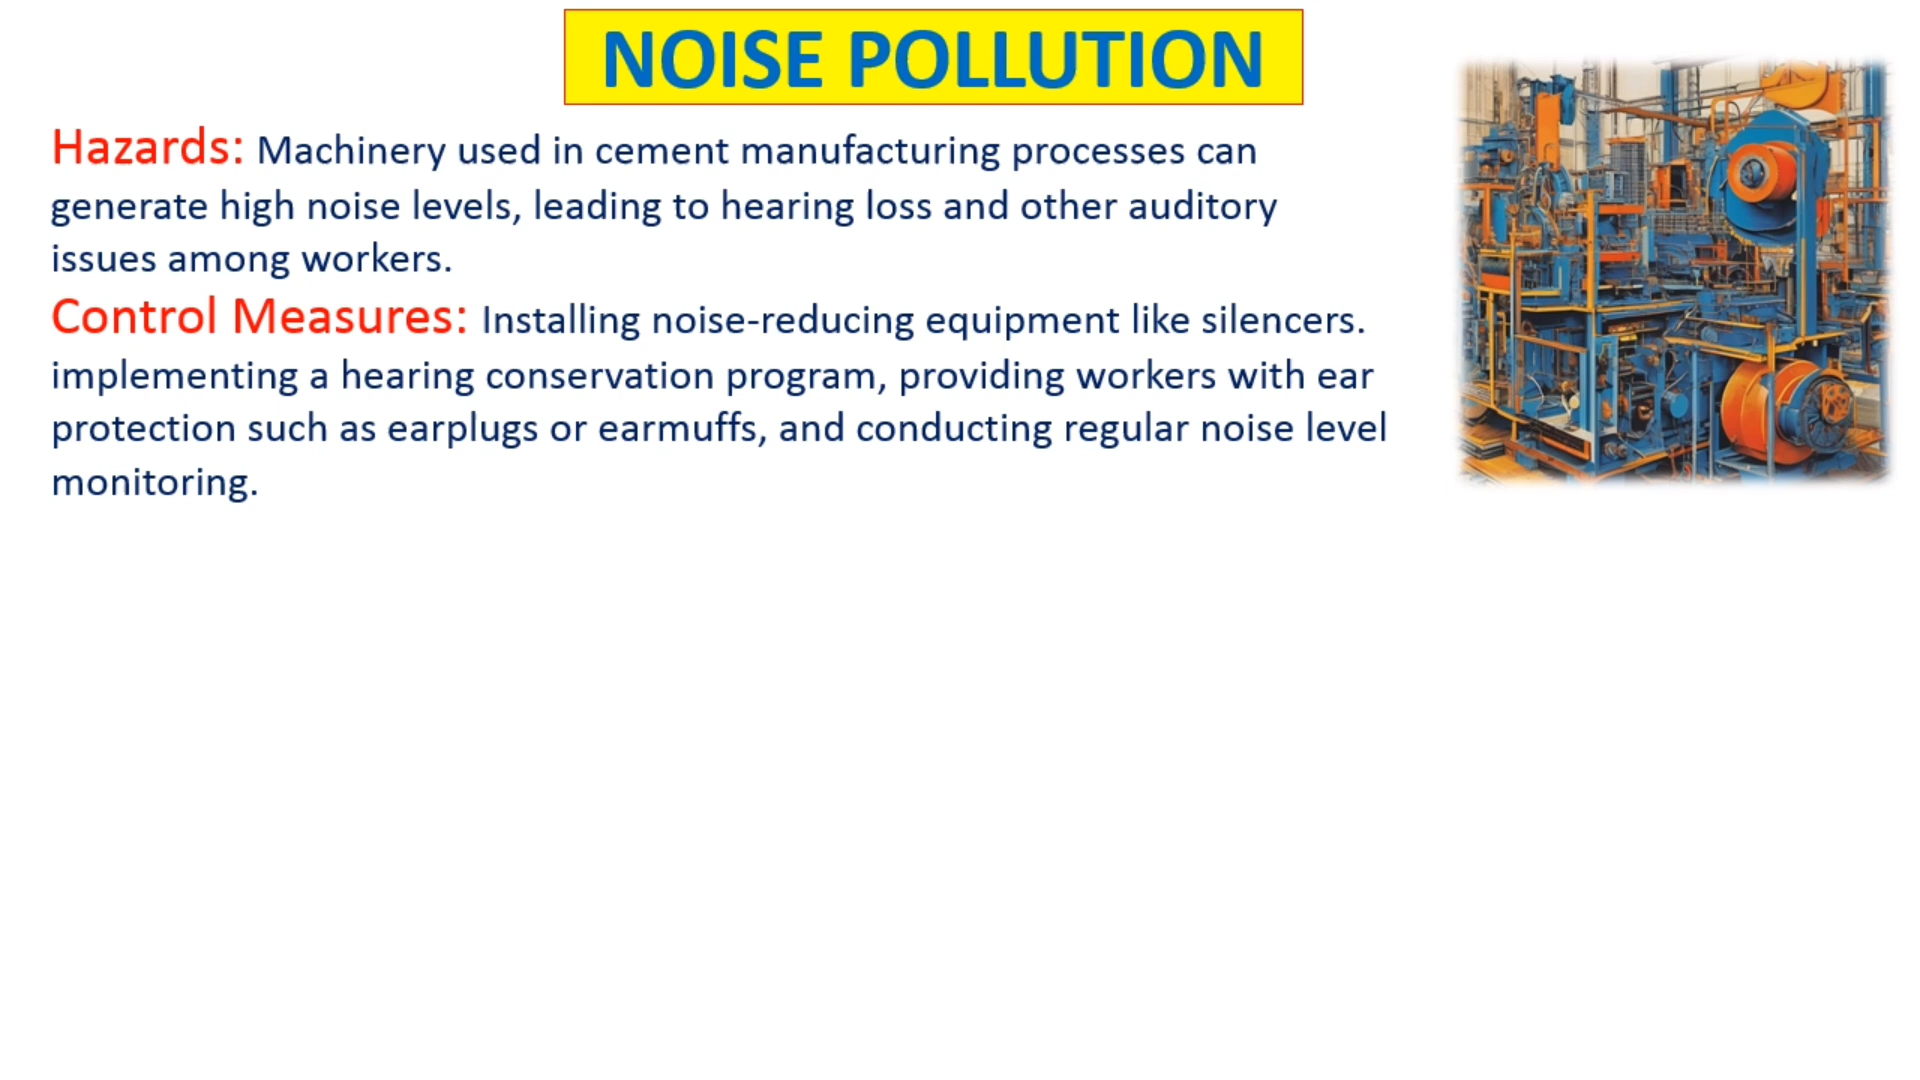 NOISE POLLUTION
Hazards: Machinery used in cement manufacturing processes can
generate high noise levels, leading to hearing loss and other auditory
issues among workers.
Control Measures: Installing noise-reducing equipment like silencers.
implementing a hearing conservation program, providing workers with ear
protection such as earplugs or earmuffs, and conducting regular noise level
monitoring.